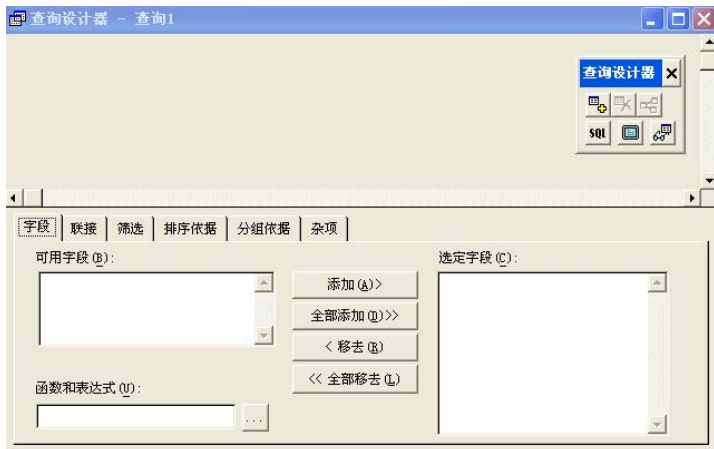 查询设计器 - 查询1
查询设计器
SQL
字段 联接 筛选 排序依据 分组依据 杂项
可用字段(B):
选定字段(C):
添加(A)>
全部添加(D)>>
< 移去(R)
<< 全部移去(L)
函数和表达式(U):
...